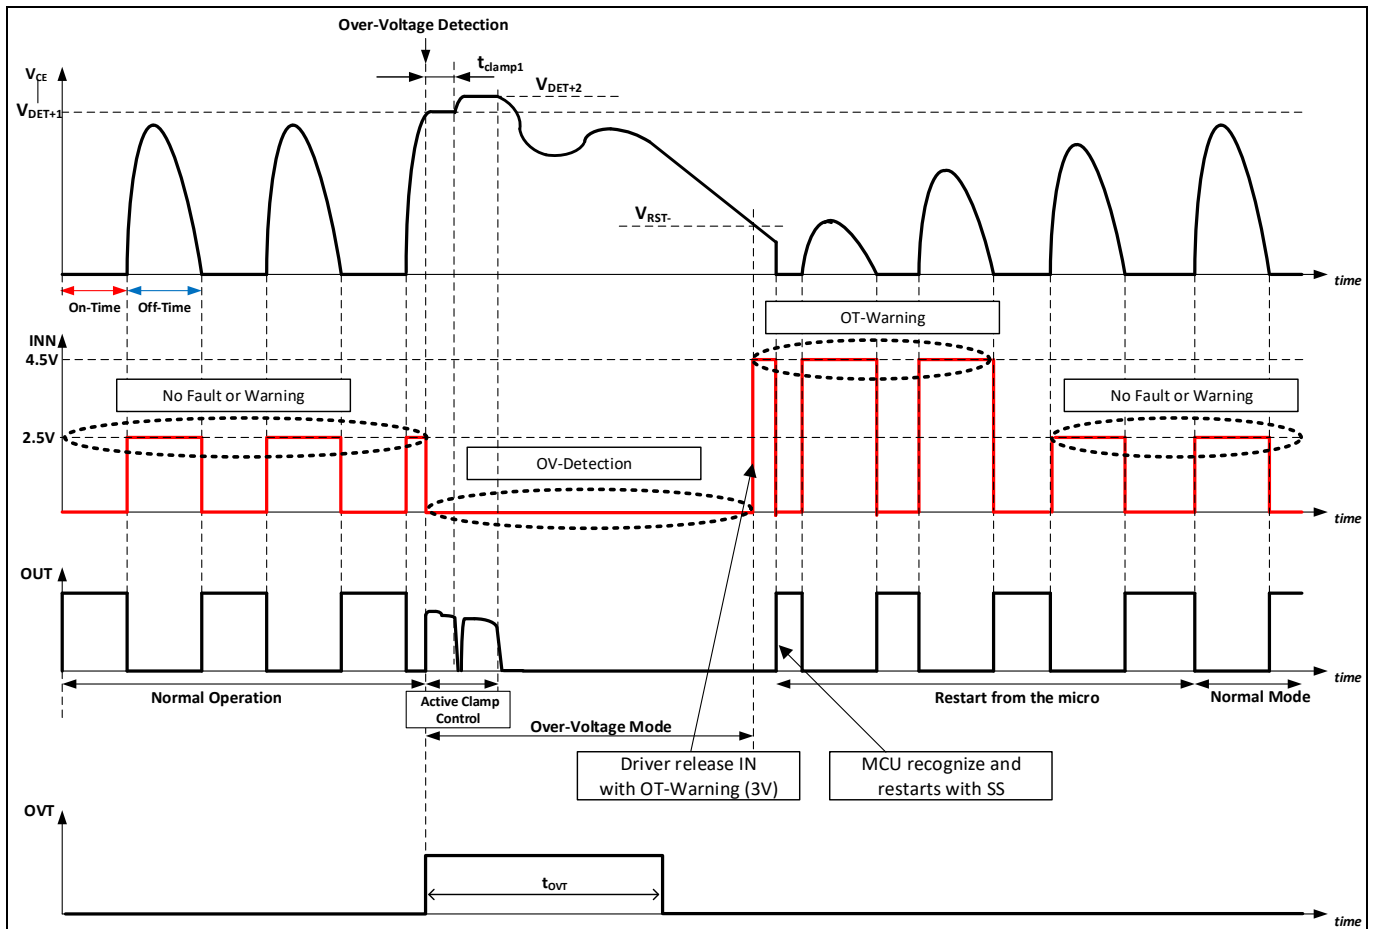 Over-Voltage Detection
tclamp1
VCE
VDET+2
VDET+1
VRST-
time
On-Time
Off-Time
OT-Warning
INN
4.5V
No Fault or Warning
No Fault or Warning
2.5V
OV-Detection
time
OUT
time
Normal Operation
Active Clamp
Control
Restart from the micro
Normal Mode
Over-Voltage Mode
Driver release IN
with OT-Warning (3V)
MCU recognize and
restarts with SS
OVT
tOVT
time